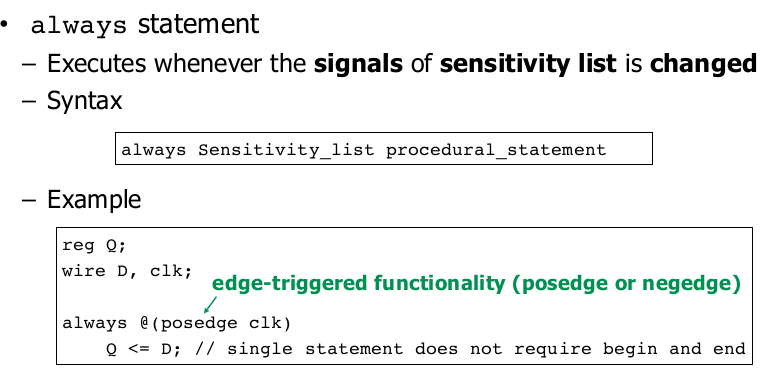 • always statement
– Executes whenever the signals of sensitivity list is changed
– Syntax
always Sensitivity_list procedural_statement
– Example
reg Q;
wire D, clk;
edge-triggered functionality (posedge or negedge)
always @(posedge clk)
Q <= D; // single statement does not require begin and end